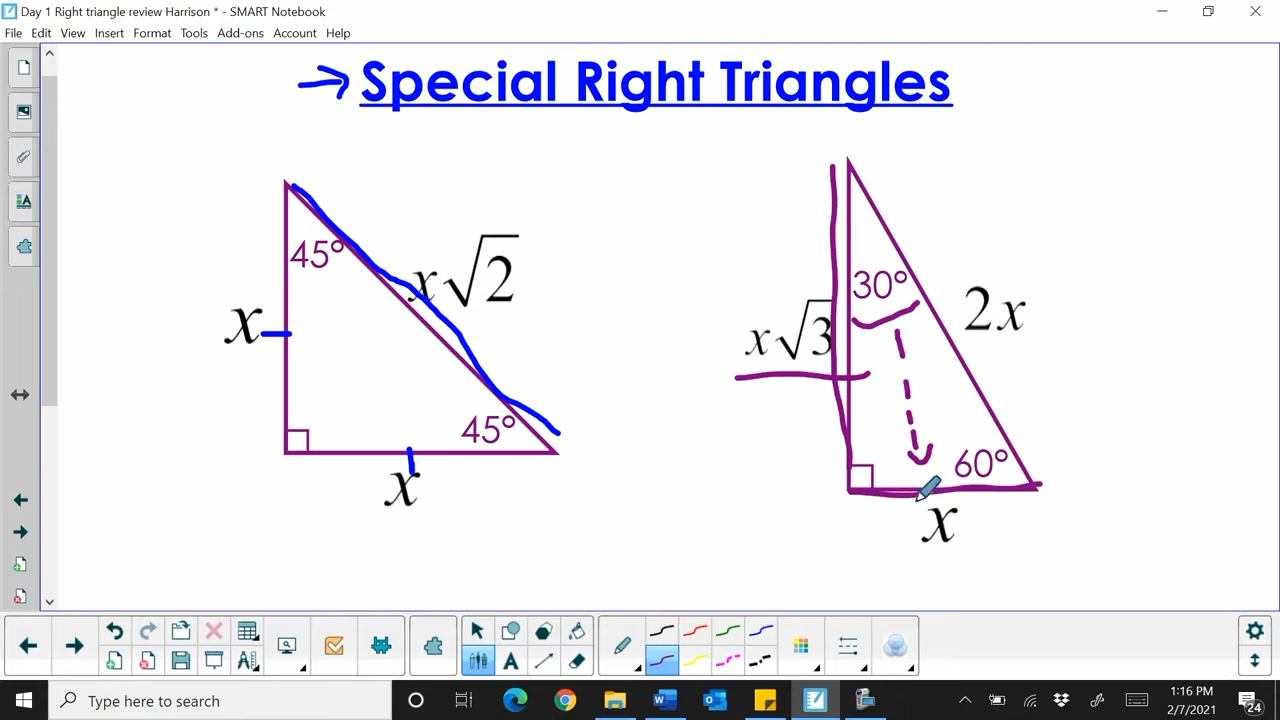 Day 1 Right triangle review Harrison * - SMART Notebook
File Edit View Insert Format Tools Add-ons Account Help
Special Right Triangles
45°
x√2
x
45°
x
30°
2x
x√3
60°
x
A
Type here to search
1:16 PM
2/7/2021
24